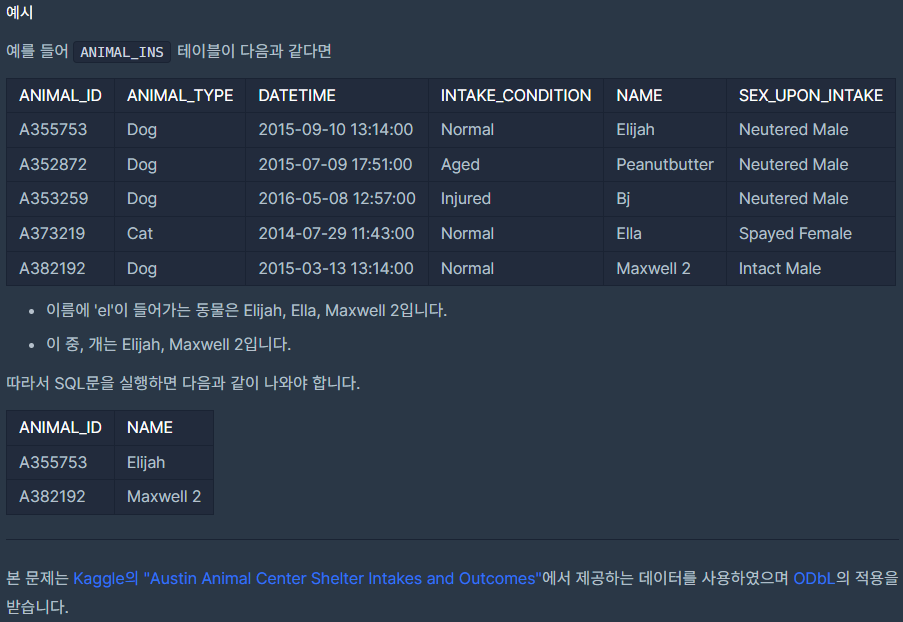 예시
예를 들어 ANIMAL_INS 테이블이 다음과 같다면
ANIMAL_ID ANIMAL_TYPE DATETIME INTAKE_CONDITION NAME SEX_UPON_INTAKE
A355753 Dog 2015-09-10 13:14:00 Normal Elijah Neutered Male
A352872 Dog 2015-07-09 17:51:00 Aged Peanutbutter Neutered Male
A353259 Dog 2016-05-08 12:57:00 Injured Bj Neutered Male
A373219 Cat 2014-07-29 11:43:00 Normal Ella Spayed Female
A382192 Dog 2015-03-13 13:14:00 Normal Maxwell 2 Intact Male
• 이름에 'el'이 들어가는 동물은 Elijah, Ella, Maxwell 2입니다.
• 이 중, 개는 Elijah, Maxwell 2입니다.
따라서 SQL문을 실행하면 다음과 같이 나와야 합니다.
ANIMAL_ID NAME
A355753 Elijah
A382192 Maxwell 2
본 문제는 Kaggle의 "Austin Animal Center Shelter Intakes and Outcomes"에서 제공하는 데이터를 사용하였으며 ODbL의 적용을
받습니다.